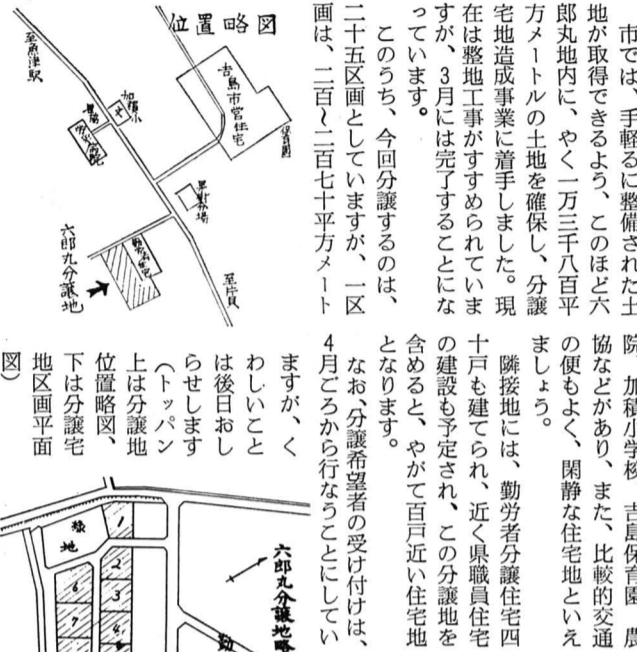 市では、手軽るに整備された土
地が取得できるよう、このほど六
郎丸地内に、やく一万三千八百平
方メートルの土地を確保し、分譲
宅地造成事業に着手しました。現
在は整地工事がすすめられていま
すが、3月には完了することにな
っています。
このうち、今回分譲するのは、
二十五区画としていますが、一区
画は、二百〜二百七十平方メート
位置略図
至魚津駅
加積小
吉島市営住宅
保育園
至片貝
六郎丸分譲地
院 加積小学校 吉島保育園 農
協などがあり、また、比較的交通
の便もよく、閑静な住宅地といえ
ましょう。
隣接地には、勤労者分譲住宅四
十戸も建てられ、近く県職員住宅
の建設も予定され、この分譲地を
含めると、やがて百戸近い住宅地
となります。
なお、分譲希望者の受け付けは、
4月ごろから行なうことにしてい
ますが、く
わしいこと
は後日おし
らせします
（トッパン
上は分譲地
位置略図、
下は分譲宅
地区画平面
図）
六郎丸分譲地略
勤
緑地
1
2
3
4
6
7